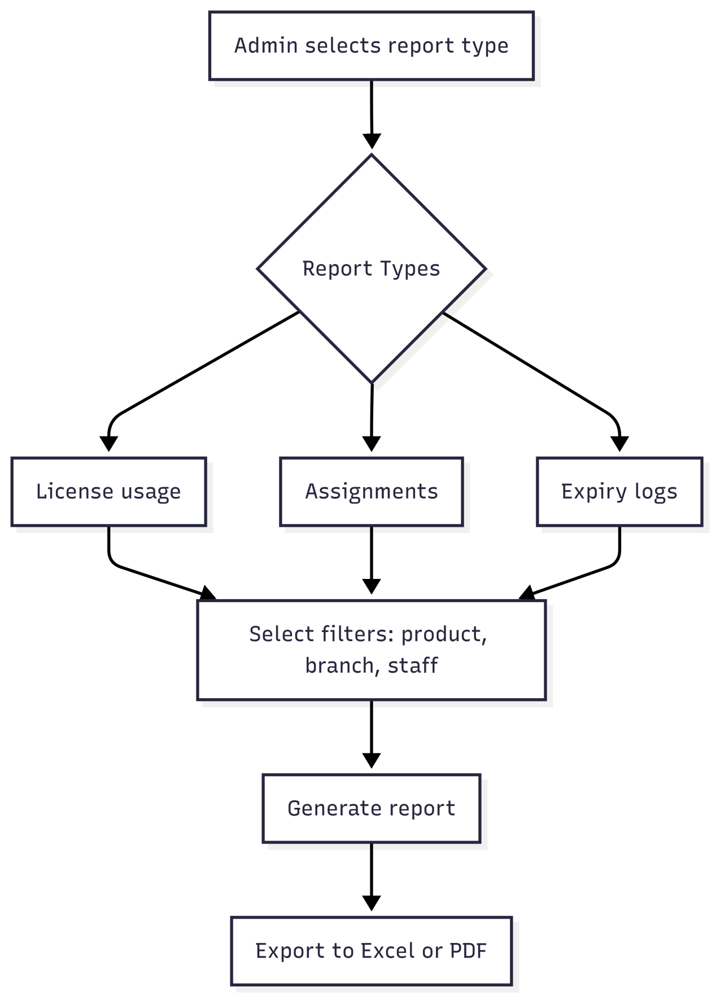 Admin selects report type
Report Types
License usage
Assignments
Expiry logs
Select filters: product,
branch, staff
Generate report
Export to Excel or PDF